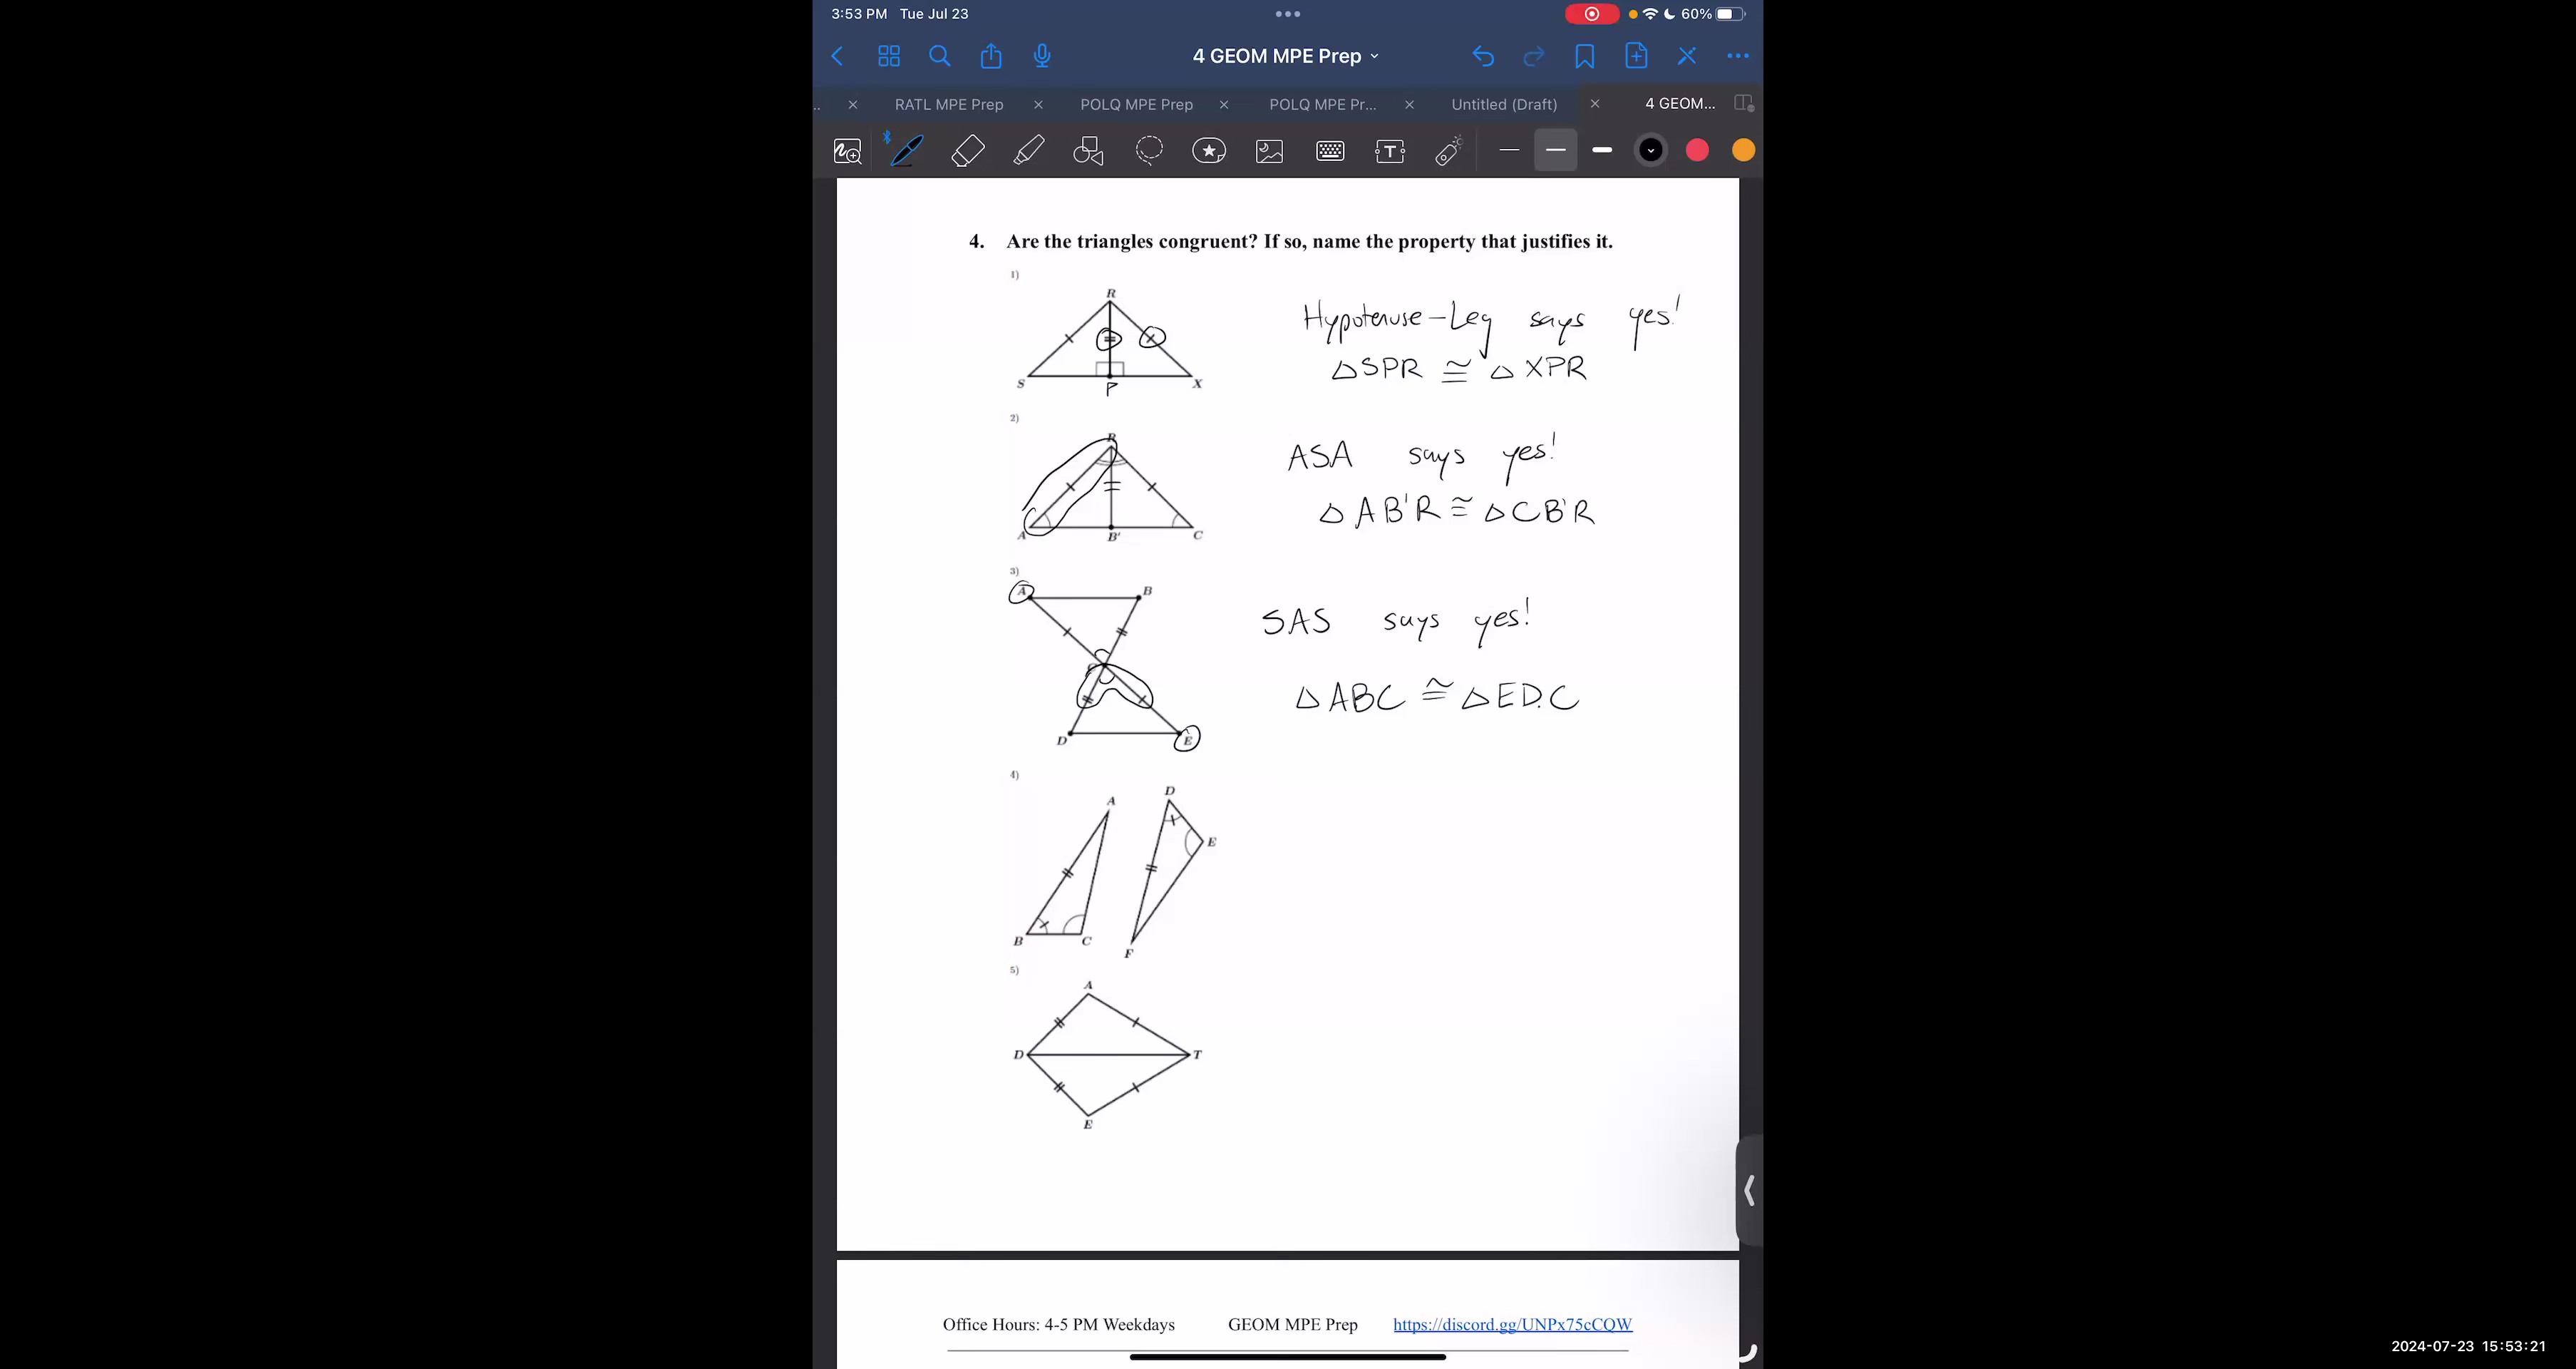 3:53 PM Tue Jul 23
60%
4 GEOM MPE Prep
RATL MPE Prep
POLQ MPE Prep
POLQ MPE Pr...
Untitled (Draft)
4 GEOM...
4. Are the triangles congruent? If so, name the property that justifies it.
1)
R
S
P
X
Hypotenuse-Leg says yes!
△SPR ≅ △XPR
2)
R
A
B'
C
ASA says yes!
△AB'R ≅ △CB'R
3)
A
B
C
D
E
SAS says yes!
△ABC ≅ △EDC
4)
A
B
C
D
E
F
5)
A
D
T
E
Office Hours: 4-5 PM Weekdays GEOM MPE Prep https://discord.gg/UNPx75cCQW
2024-07-23 15:53:21